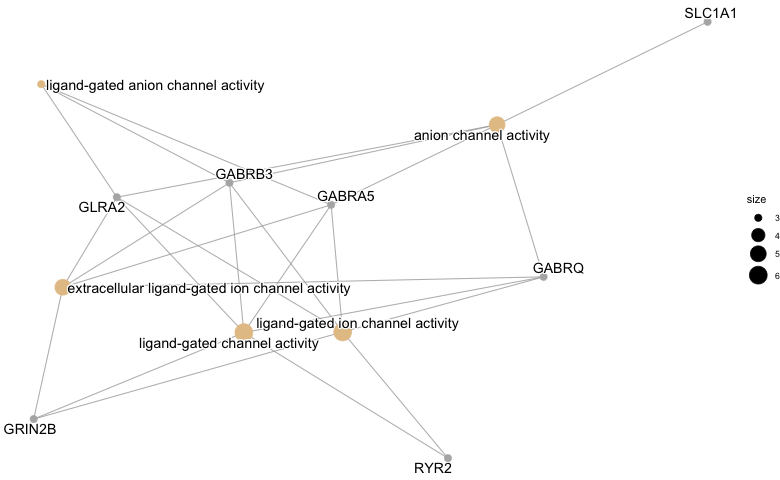 SLC1A1
ligand-gated anion channel activity
anion channel activity
GABRB3
GABRA5
GLRA2
size
3
4
5
6
GABRQ
extracellular ligand-gated ion channel activity
ligand-gated ion channel activity
ligand-gated channel activity
GRIN2B
RYR2